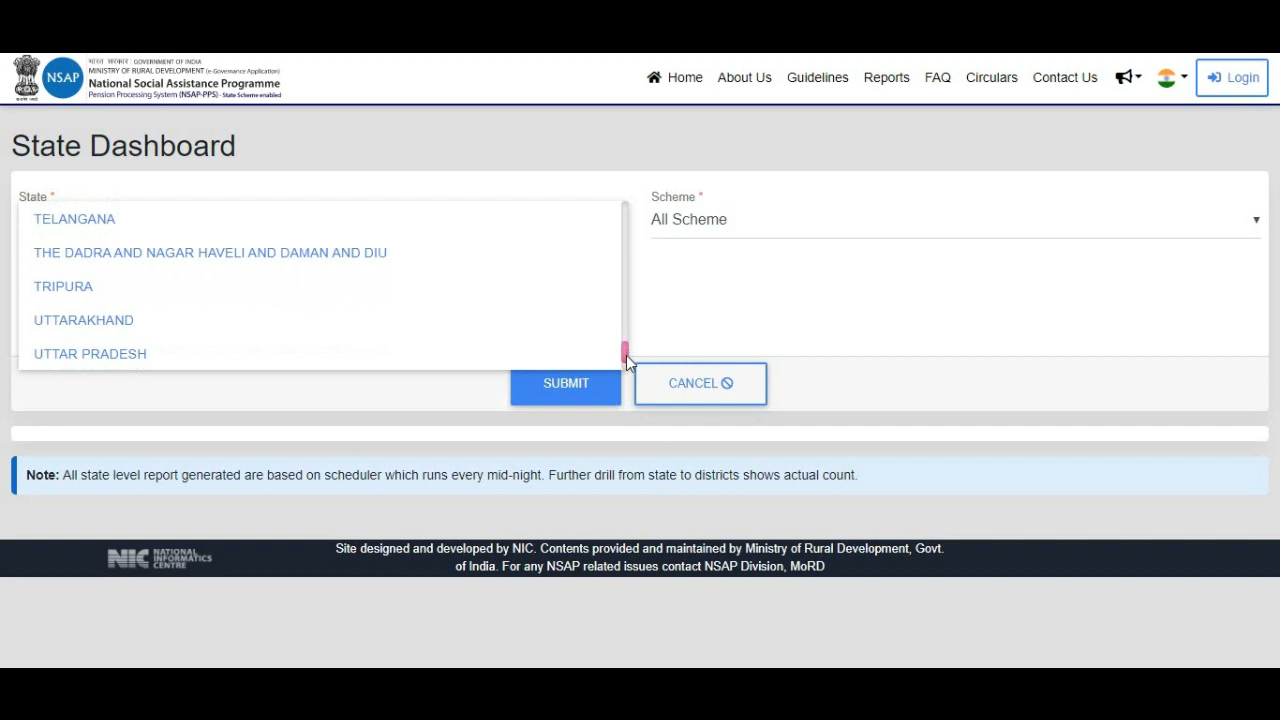 भारत सरकार | GOVERNMENT OF INDIA
MINISTRY OF RURAL DEVELOPMENT (e-Governance Application)
NSAP
National Social Assistance Programme
Pension Processing System (NSAP-PPS) - State Scheme enabled
Home About Us Guidelines Reports FAQ Circulars Contact Us Login
State Dashboard
State *
Scheme *
All Scheme
TELANGANA
THE DADRA AND NAGAR HAVELI AND DAMAN AND DIU
TRIPURA
UTTARAKHAND
UTTAR PRADESH
SUBMIT
CANCEL
Note: All state level report generated are based on scheduler which runs every mid-night. Further drill from state to districts shows actual count.
NIC NATIONAL
INFORMATICS
CENTRE
Site designed and developed by NIC. Contents provided and maintained by Ministry of Rural Development, Govt.
of India. For any NSAP related issues contact NSAP Division, MoRD